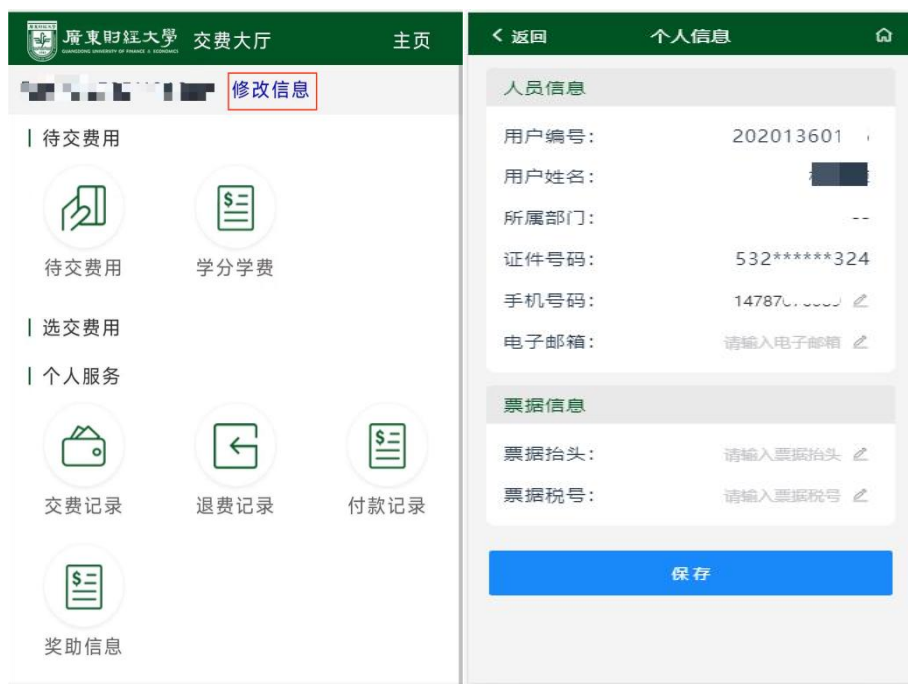 廣東財經大學 交费大厅 主页
GUANGDONG UNIVERSITY OF FINANCE & ECONOMICS
修改信息
待交费用
待交费用 学分学费
选交费用
个人服务
交费记录 退费记录 付款记录
奖助信息
返回 个人信息
人员信息
用户编号: 202013601
用户姓名:
所属部门: --
证件号码: 532******324
手机号码: 14787
电子邮箱: 请输入电子邮箱
票据信息
票据抬头: 请输入票据抬头
票据税号: 请输入票据税号
保存